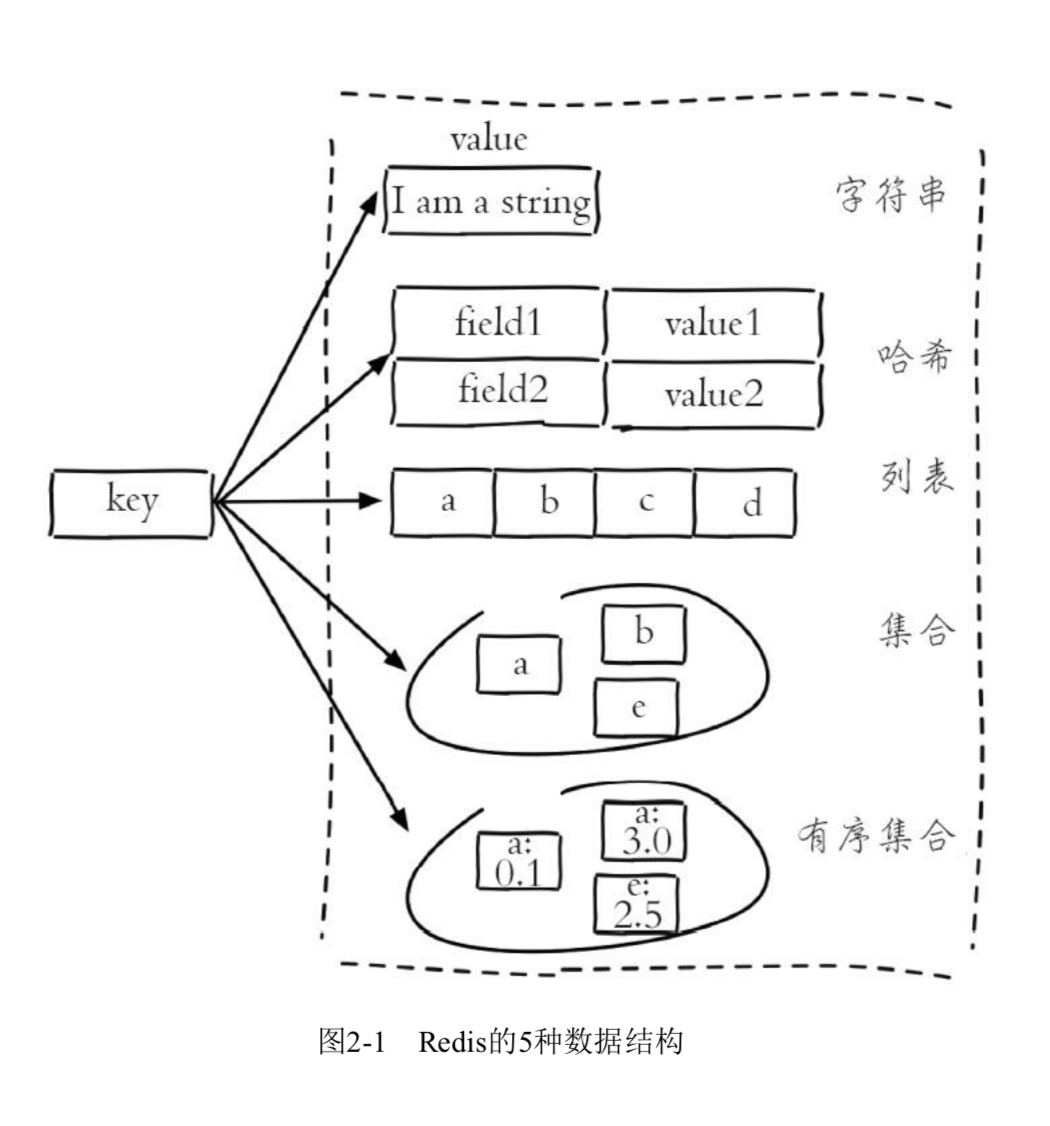 value
I am a string
字符串
field1 value1
哈希
field2 value2
列表
key
a b c d
集合
b
a
e
有序集合
a:
3.0
a:
0.1
e:
2.5
图2-1 Redis的5种数据结构